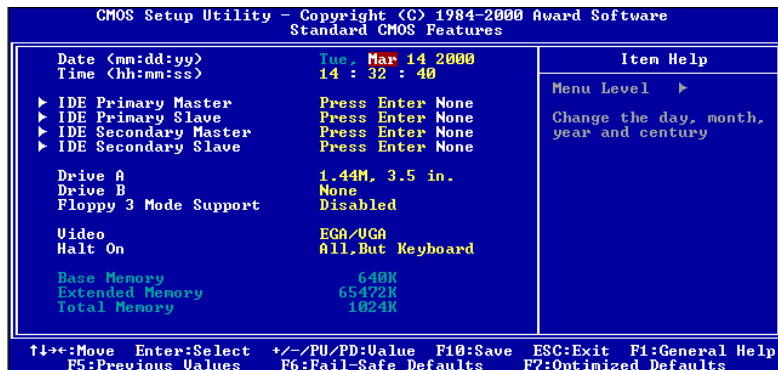 CMOS Setup Utility - Copyright (C) 1984-2000 Award Software
Standard CMOS Features
Date (mm:dd:yy) Tue, Mar 14 2000
Time (hh:mm:ss) 14 : 32 : 40
▶ IDE Primary Master Press Enter None
▶ IDE Primary Slave Press Enter None
▶ IDE Secondary Master Press Enter None
▶ IDE Secondary Slave Press Enter None
Drive A 1.44M, 3.5 in.
Drive B None
Floppy 3 Mode Support Disabled
Video EGA/VGA
Halt On All,But Keyboard
Base Memory 640K
Extended Memory 65472K
Total Memory 1024K
Item Help
Menu Level ▶
Change the day, month,
year and century
↑↓→←:Move Enter:Select +/-/PU/PD:Value F10:Save ESC:Exit F1:General Help
F5:Previous Values F6:Fail-Safe Defaults F7:Optimized Defaults